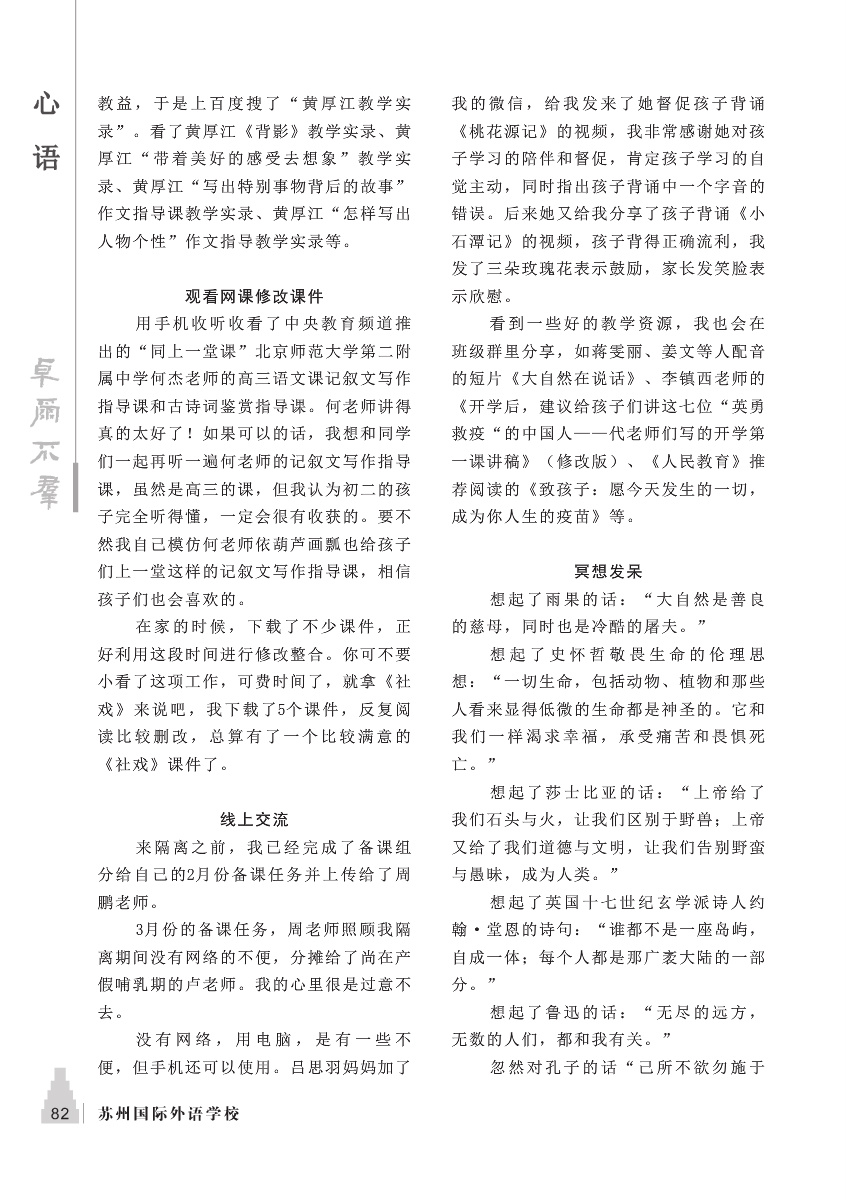 心
语
卓尔不群
教益，于是上百度搜了“黄厚江教学实
录”。看了黄厚江《背影》教学实录、黄
厚江“带着美好的感受去想象”教学实
录、黄厚江“写出特别事物背后的故事”
作文指导课教学实录、黄厚江“怎样写出
人物个性”作文指导教学实录等。
观看网课修改课件
用手机收听收看了中央教育频道推
出的“同上一堂课”北京师范大学第二附
属中学何杰老师的高三语文课记叙文写作
指导课和古诗词鉴赏指导课。何老师讲得
真的太好了！如果可以的话，我想和同学
们一起再听一遍何老师的记叙文写作指导
课，虽然是高三的课，但我认为初二的孩
子完全听得懂，一定会很有收获的。要不
然我自己模仿何老师依葫芦画瓢也给孩子
们上一堂这样的记叙文写作指导课，相信
孩子们也会喜欢的。
在家的时候，下载了不少课件，正
好利用这段时间进行修改整合。你可不要
小看了这项工作，可费时间了，就拿《社
戏》来说吧，我下载了5个课件，反复阅
读比较删改，总算有了一个比较满意的
《社戏》课件了。
线上交流
来隔离之前，我已经完成了备课组
分给自己的2月份备课任务并上传给了周
鹏老师。
3月份的备课任务，周老师照顾我隔
离期间没有网络的不便，分摊给了尚在产
假哺乳期的卢老师。我的心里很是过意不
去。
没有网络，用电脑，是有一些不
便，但手机还可以使用。吕思羽妈妈加了
我的微信，给我发来了她督促孩子背诵
《桃花源记》的视频，我非常感谢她对孩
子学习的陪伴和督促，肯定孩子学习的自
觉主动，同时指出孩子背诵中一个字音的
错误。后来她又给我分享了孩子背诵《小
石潭记》的视频，孩子背得正确流利，我
发了三朵玫瑰花表示鼓励，家长发笑脸表
示欣慰。
看到一些好的教学资源，我也会在
班级群里分享，如蒋雯丽、姜文等人配音
的短片《大自然在说话》、李镇西老师的
《开学后，建议给孩子们讲这七位“英勇
救疫“的中国人——代老师们写的开学第
一课讲稿》（修改版）、《人民教育》推
荐阅读的《致孩子：愿今天发生的一切，
成为你人生的疫苗》等。
冥想发呆
想起了雨果的话：“大自然是善良
的慈母，同时也是冷酷的屠夫。”
想起了史怀哲敬畏生命的伦理思
想：“一切生命，包括动物、植物和那些
人看来显得低微的生命都是神圣的。它和
我们一样渴求幸福，承受痛苦和畏惧死
亡。”
想起了莎士比亚的话：“上帝给了
我们石头与火，让我们区别于野兽；上帝
又给了我们道德与文明，让我们告别野蛮
与愚昧，成为人类。”
想起了英国十七世纪玄学派诗人约
翰·堂恩的诗句：“谁都不是一座岛屿，
自成一体；每个人都是那广袤大陆的一部
分。”
想起了鲁迅的话：“无尽的远方，
无数的人们，都和我有关。”
忽然对孔子的话“己所不欲勿施于
82 苏州国际外语学校